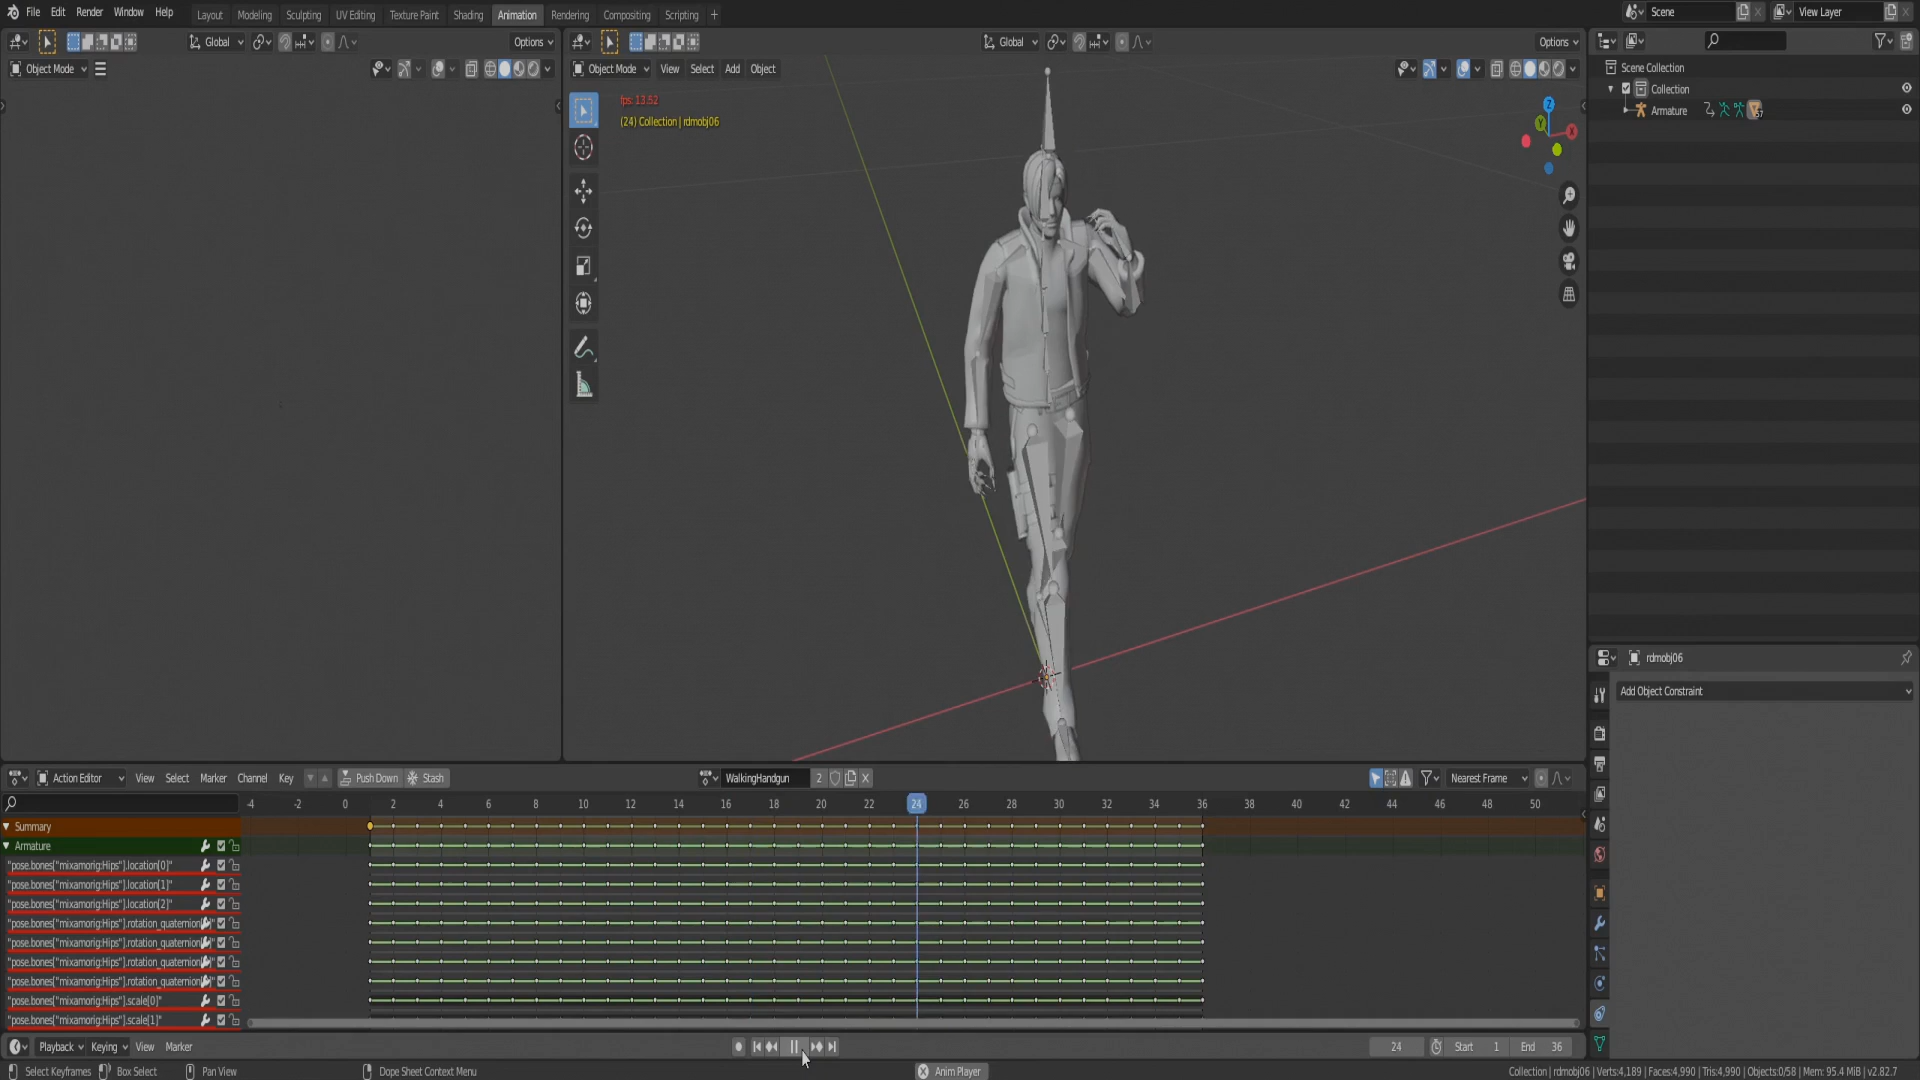 File Edit Render Window Help Layout Modeling Sculpting UV Editing Texture Paint Shading Animation Rendering Compositing Scripting + Scene View Layer
Global Options Global Options
Object Mode Object Mode View Select Add Object
Scene Collection
Collection
Armature 57
fps: 13.52
(24) Collection | rdmobj06
Z
Y
X
rdmobj06
Add Object Constraint
Action Editor View Select Marker Channel Key Push Down Stash WalkingHandgun 2 Nearest Frame
-4 -2 0 2 4 6 8 10 12 14 16 18 20 22 24 26 28 30 32 34 36 38 40 42 44 46 48 50
Summary
Armature
"pose.bones["mixamorig:Hips"].location[0]"
"pose.bones["mixamorig:Hips"].location[1]"
"pose.bones["mixamorig:Hips"].location[2]"
"pose.bones["mixamorig:Hips"].rotation_quaternion
"pose.bones["mixamorig:Hips"].rotation_quaternion
"pose.bones["mixamorig:Hips"].rotation_quaternion
"pose.bones["mixamorig:Hips"].rotation_quaternion
"pose.bones["mixamorig:Hips"].scale[0]"
"pose.bones["mixamorig:Hips"].scale[1]"
Playback Keying View Marker 24 Start 1 End 36
Select Keyframes Box Select Pan View Dope Sheet Context Menu Anim Player Collection | rdmobj06 | Verts:4,189 | Faces:4,990 | Tris:4,990 | Objects:0/58 | Mem: 95.4 MiB | v2.82.7